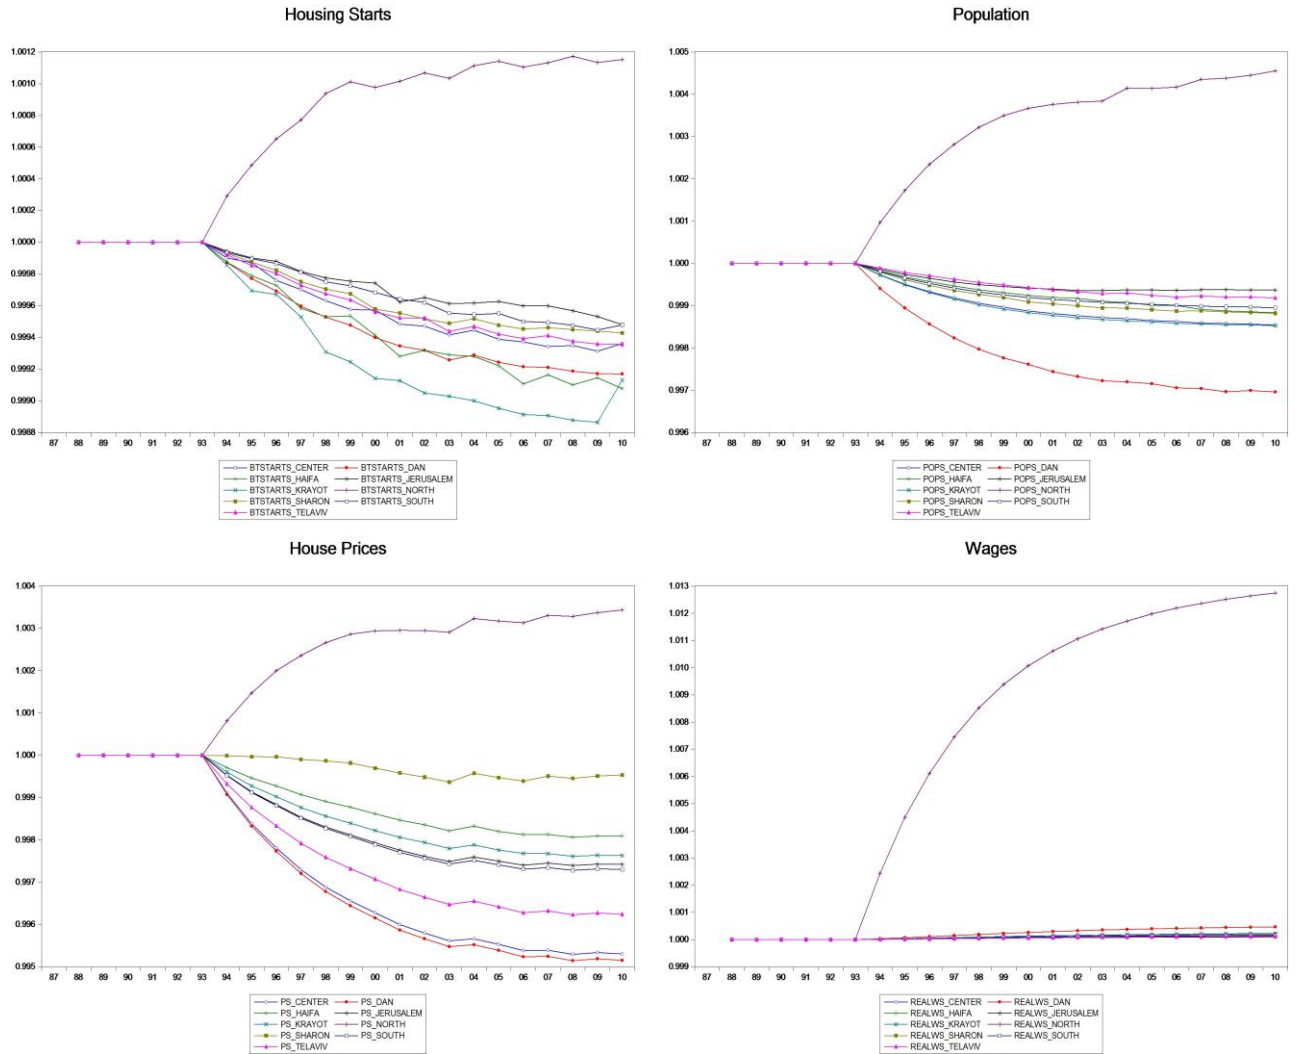 Housing Starts
1.0012
1.0010
1.0008
1.0006
1.0004
1.0002
1.0000
0.9998
0.9996
0.9994
0.9992
0.9990
0.9988
87 88 89 90 91 92 93 94 95 96 97 98 99 00 01 02 03 04 05 06 07 08 09 10
BTSTARTS_CENTER BTSTARTS_DAN
BTSTARTS_HAIFA BTSTARTS_JERUSALEM
BTSTARTS_KRAYOT BTSTARTS_NORTH
BTSTARTS_SHARON BTSTARTS_SOUTH
BTSTARTS_TELAVIV
Population
1.005
1.004
1.003
1.002
1.001
1.000
0.999
0.998
0.997
0.996
87 88 89 90 91 92 93 94 95 96 97 98 99 00 01 02 03 04 05 06 07 08 09 10
POPS_CENTER POPS_DAN
POPS_HAIFA POPS_JERUSALEM
POPS_KRAYOT POPS_NORTH
POPS_SHARON POPS_SOUTH
POPS_TELAVIV
House Prices
1.004
1.003
1.002
1.001
1.000
0.999
0.998
0.997
0.996
0.995
87 88 89 90 91 92 93 94 95 96 97 98 99 00 01 02 03 04 05 06 07 08 09 10
PS_CENTER PS_DAN
PS_HAIFA PS_JERUSALEM
PS_KRAYOT PS_NORTH
PS_SHARON PS_SOUTH
PS_TELAVIV
Wages
1.013
1.012
1.011
1.010
1.009
1.008
1.007
1.006
1.005
1.004
1.003
1.002
1.001
1.000
0.999
87 88 89 90 91 92 93 94 95 96 97 98 99 00 01 02 03 04 05 06 07 08 09 10
REALWS_CENTER REALWS_DAN
REALWS_HAIFA REALWS_JERUSALEM
REALWS_KRAYOT REALWS_NORTH
REALWS_SHARON REALWS_SOUTH
REALWS_TELAVIV